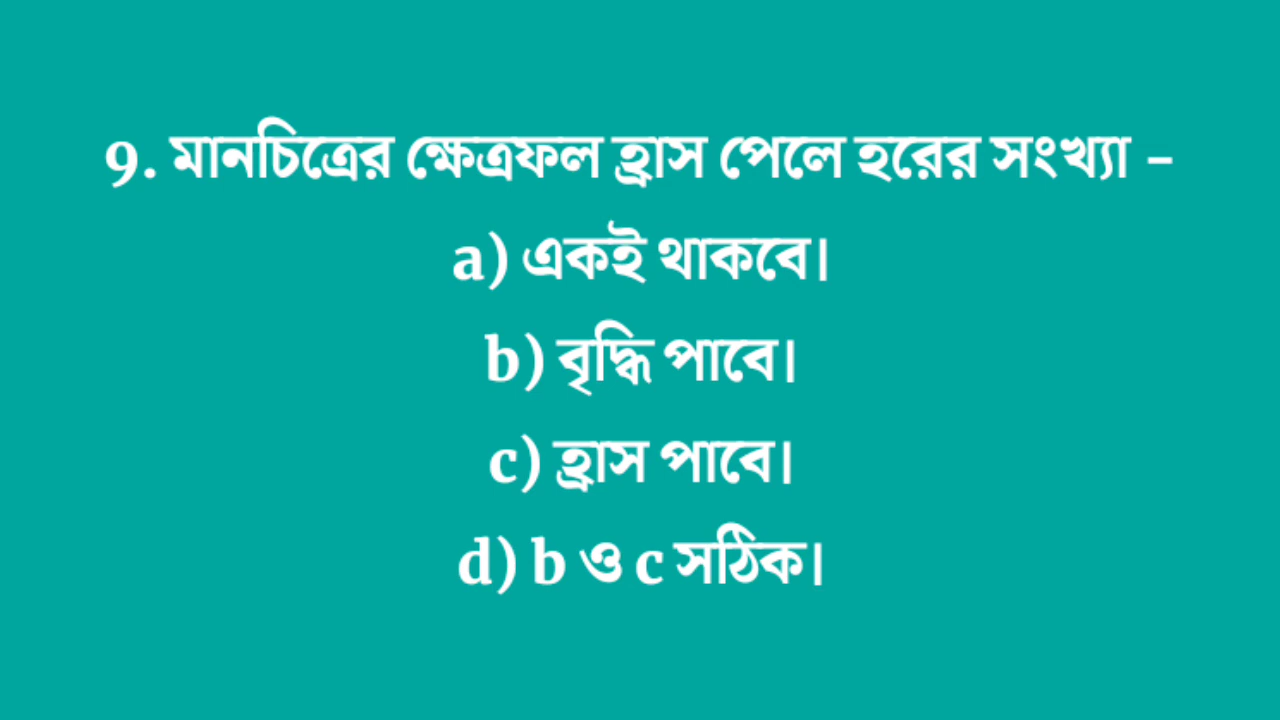 9. মানচিত্রের ক্ষেত্রফল হ্রাস পেলে হরের সংখ্যা –
a) একই থাকবে।
b) বৃদ্ধি পাবে।
c) হ্রাস পাবে।
d) b ও c সঠিক।